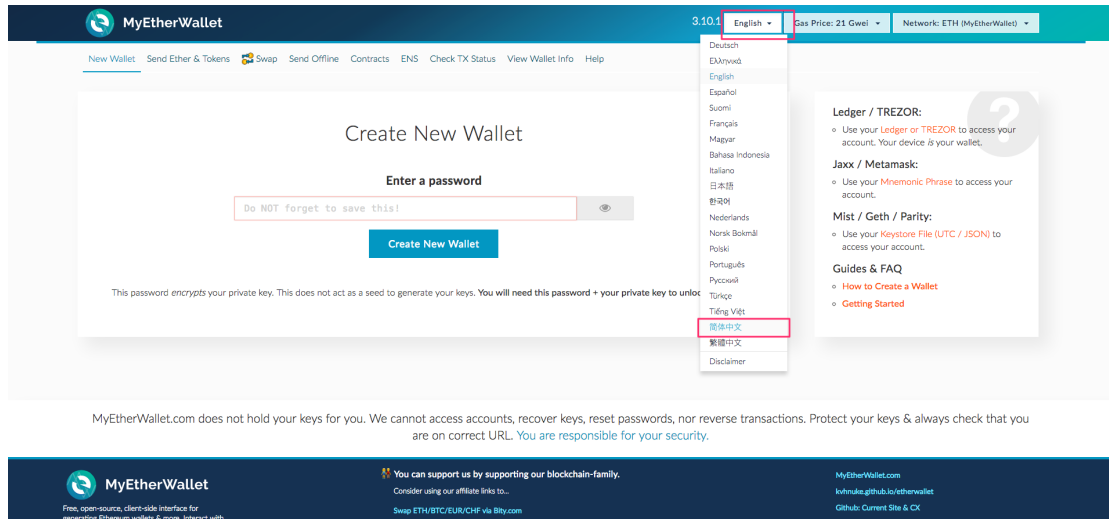 MyEtherWallet
3.10.1 English Gas Price: 21 Gwei Network: ETH (MyEtherWallet)
New Wallet Send Ether & Tokens Swap Send Offline Contracts ENS Check TX Status View Wallet Info Help
Deutsch
Ελληνικά
English
Español
Suomi
Français
Magyar
Bahasa Indonesia
Italiano
日本語
한국어
Nederlands
Norsk Bokmål
Polski
Português
Русский
Türkçe
Tiếng Việt
简体中文
繁體中文
Disclaimer
Create New Wallet
Enter a password
Do NOT forget to save this!
Create New Wallet
This password encrypts your private key. This does not act as a seed to generate your keys. You will need this password + your private key to
?
Ledger / TREZOR:
Use your Ledger or TREZOR to access your
account. Your device is your wallet.
Jaxx / Metamask:
Use your Mnemonic Phrase to access your
account.
Mist / Geth / Parity:
Use your Keystore File (UTC / JSON) to
access your account.
Guides & FAQ
How to Create a Wallet
Getting Started
MyEtherWallet.com does not hold your keys for you. We cannot access accounts, recover keys, reset passwords, nor reverse transactions. Protect your keys & always check that you
are on correct URL. You are responsible for your security.
MyEtherWallet
Free, open-source, client-side interface for
generating Ethereum wallets & more. Interact with
You can support us by supporting our blockchain-family.
Consider using our affiliate links to...
Swap ETH/BTC/EUR/CHF via Bity.com
MyEtherWallet.com
kvhnuke.github.io/etherwallet
Github: Current Site & CX